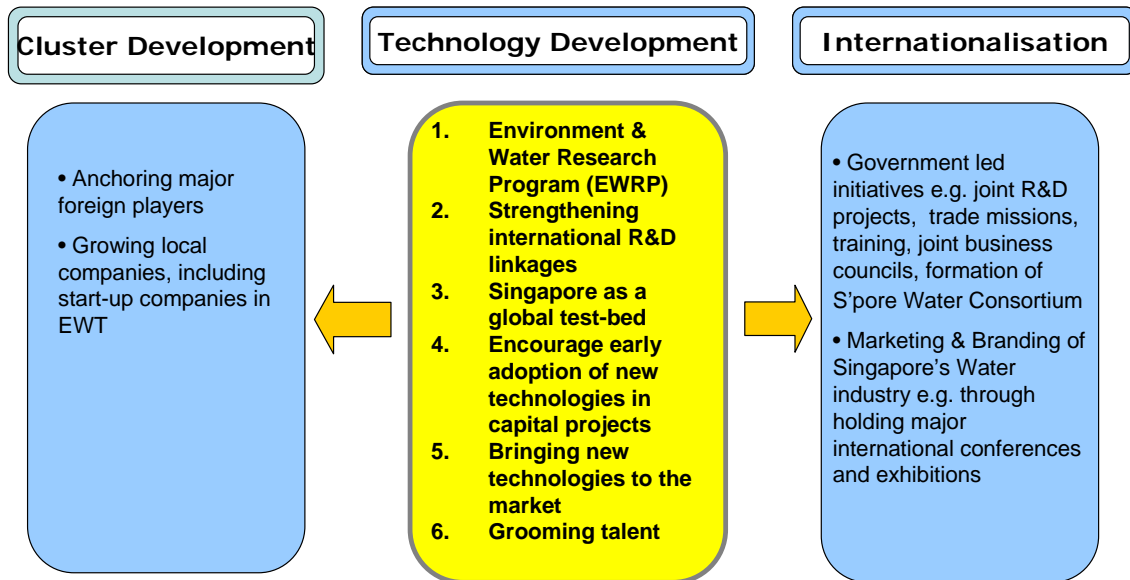 Cluster Development
Technology Development
Internationalisation
• Anchoring major
foreign players
• Growing local
companies, including
start-up companies in
EWT
1. Environment &
Water Research
Program (EWRP)
2. Strengthening
international R&D
linkages
3. Singapore as a
global test-bed
4. Encourage early
adoption of new
technologies in
capital projects
5. Bringing new
technologies to the
market
6. Grooming talent
• Government led
initiatives e.g. joint R&D
projects, trade missions,
training, joint business
councils, formation of
S'pore Water Consortium
• Marketing & Branding of
Singapore's Water
industry e.g. through
holding major
international conferences
and exhibitions